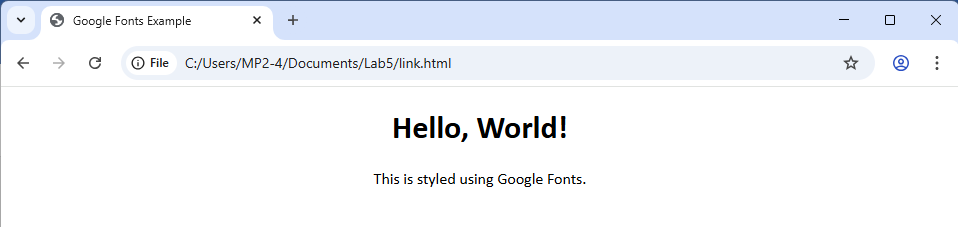 Google Fonts Example
File C:/Users/MP2-4/Documents/Lab5/link.html
Hello, World!
This is styled using Google Fonts.